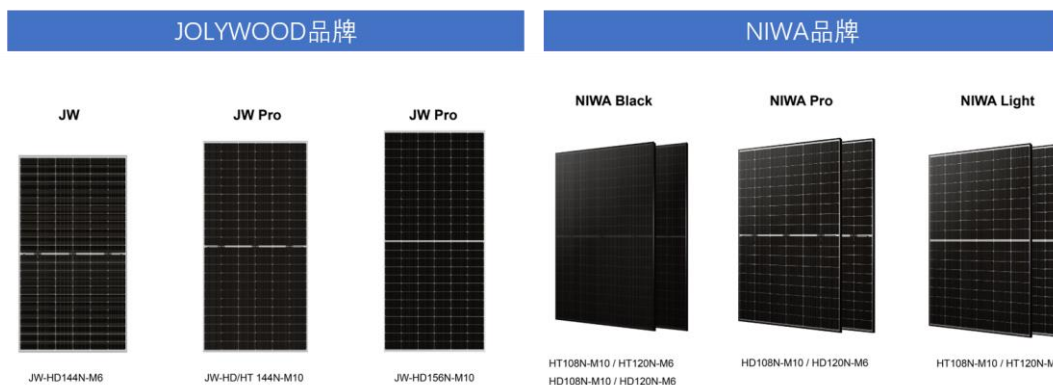 JOLYWOOD品牌
NIWA品牌
JW
JW Pro
JW Pro
NIWA Black
NIWA Pro
NIWA Light
JW-HD144N-M6
JW-HD/HT 144N-M10
JW-HD156N-M10
HT108N-M10 / HT120N-M6
HD108N-M10 / HD120N-M6
HD108N-M10 / HD120N-M6
HT108N-M10 /